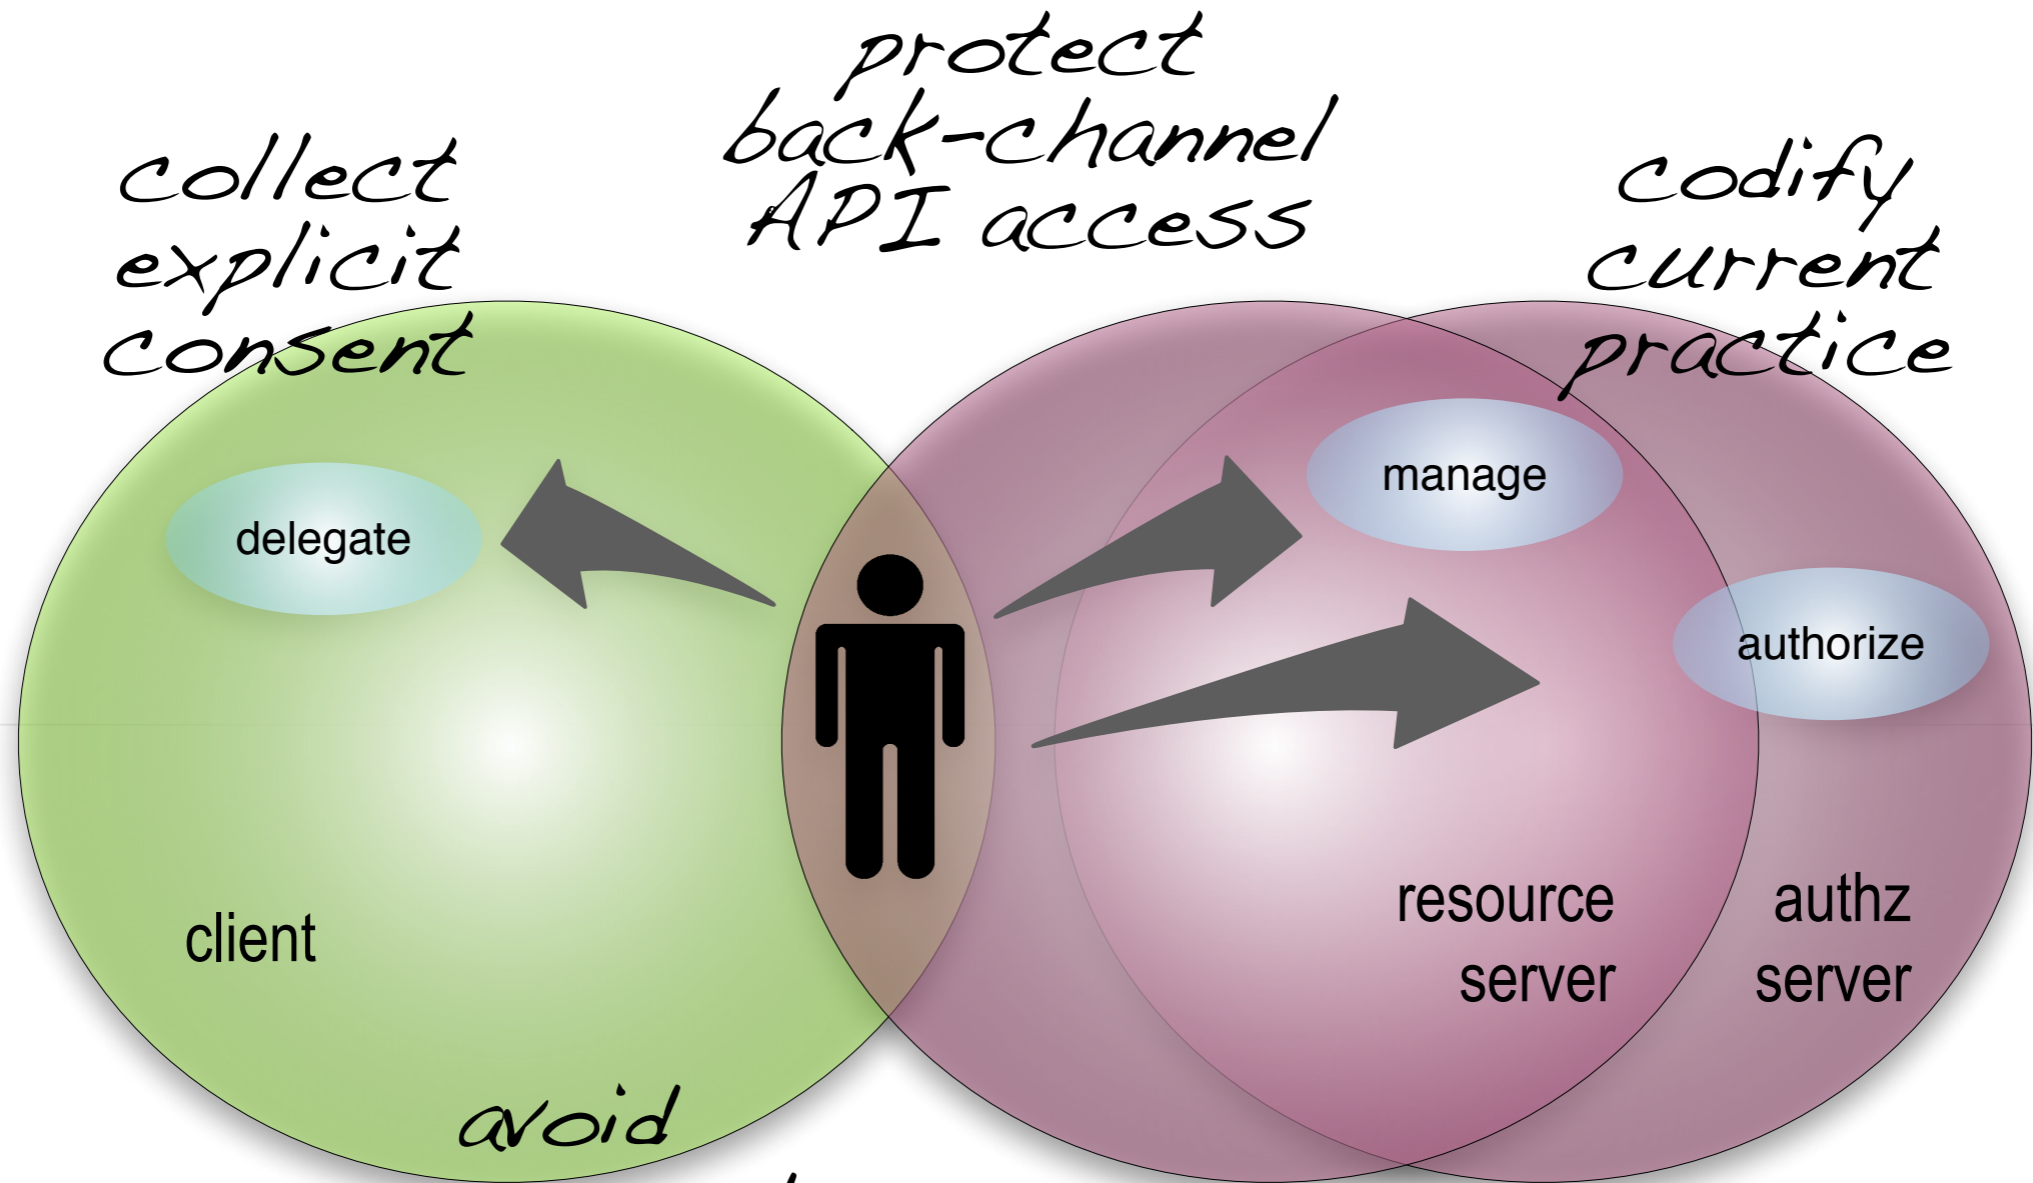 collect
explicit
consent
protect
back-channel
API access
codify
current
practice
delegate
manage
authorize
client
resource
server
authz
server
avoid